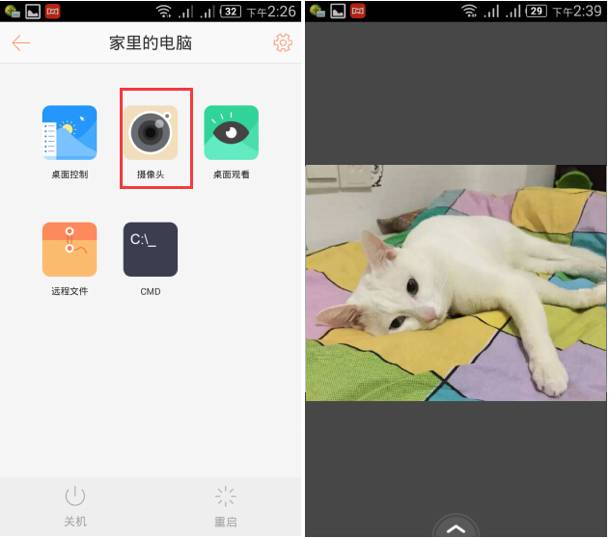 32 下午2:26
家里的电脑
桌面控制 摄像头 桌面观看
C:\_
远程文件 CMD
关机 重启
29 下午2:39